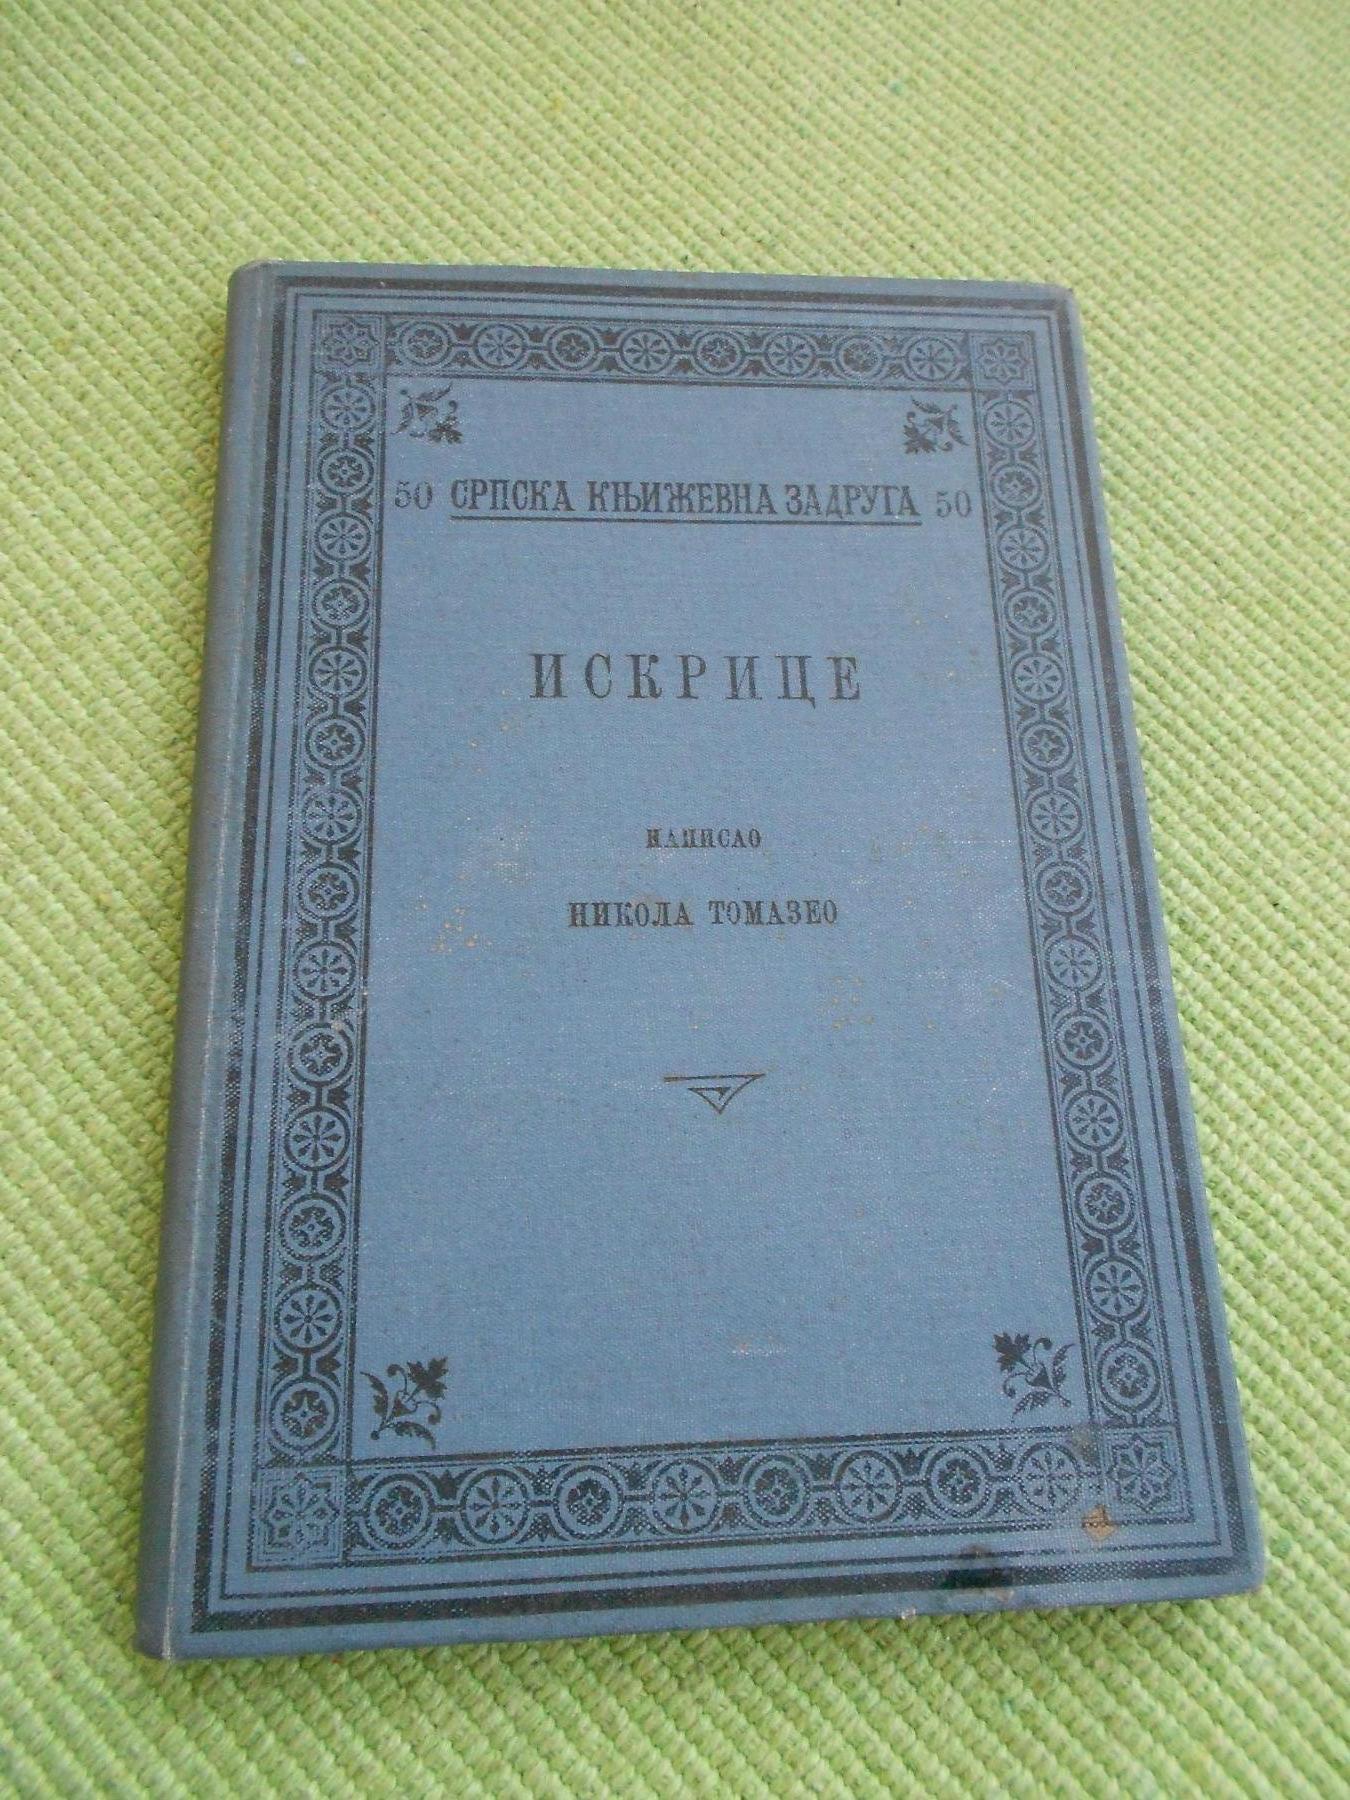 50 СРПСКА КЊИЖЕВНА ЗАДРУГА 50
ИСКРИЦЕ
НАПИСАО
НИКОЛА ТОМАЗЕО